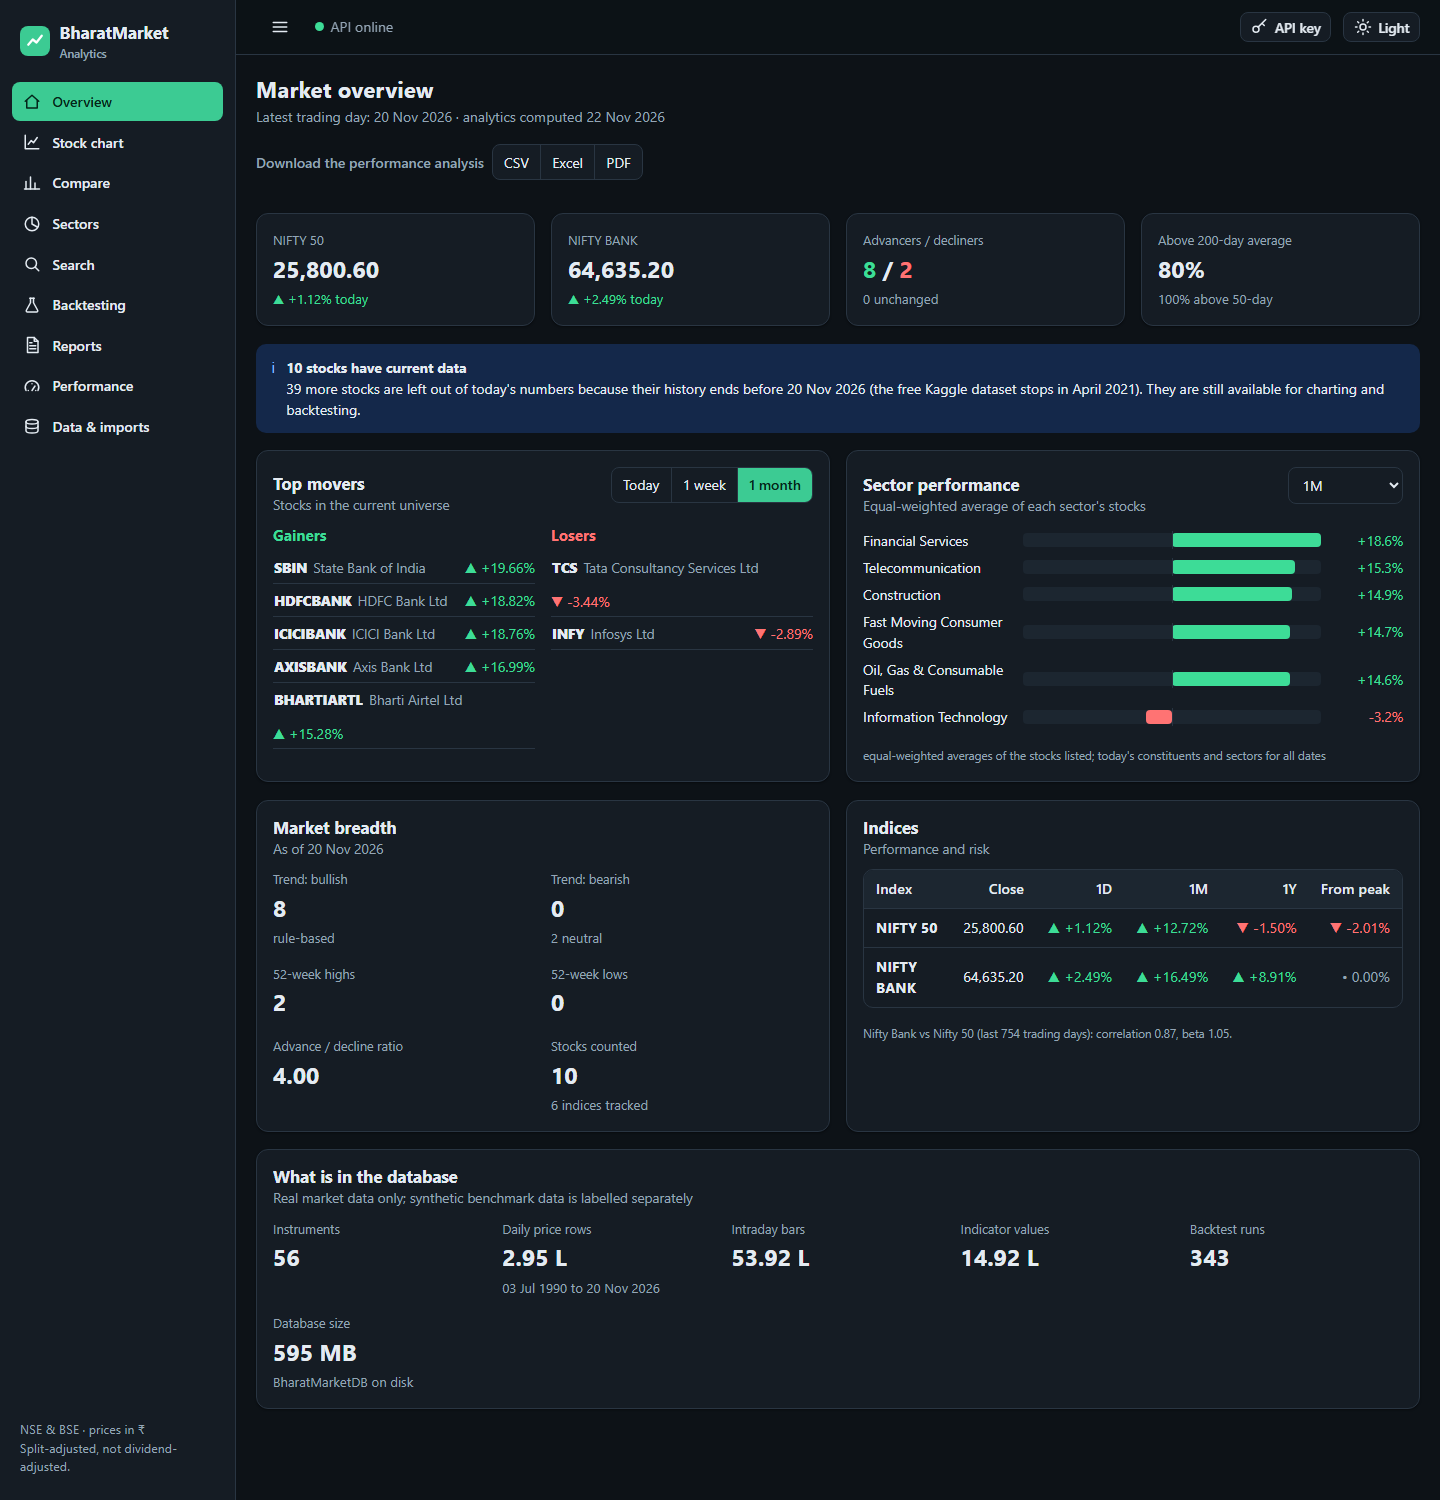 BharatMarket
Analytics
Overview
Stock chart
Compare
Sectors
Search
Backtesting
Reports
Performance
Data & imports
NSE & BSE · prices in ₹
Split-adjusted, not dividend-
adjusted.
API online
API key
Light
Market overview
Latest trading day: 20 Nov 2026 · analytics computed 22 Nov 2026
Download the performance analysis CSV Excel PDF
NIFTY 50
25,800.60
▲ +1.12% today
NIFTY BANK
64,635.20
▲ +2.49% today
Advancers / decliners
8 / 2
0 unchanged
Above 200-day average
80%
100% above 50-day
i 10 stocks have current data
39 more stocks are left out of today's numbers because their history ends before 20 Nov 2026 (the free Kaggle dataset stops in April 2021). They are still available for charting and
backtesting.
Top movers
Stocks in the current universe
Today 1 week 1 month
Gainers
SBIN State Bank of India ▲ +19.66%
HDFCBANK HDFC Bank Ltd ▲ +18.82%
ICICIBANK ICICI Bank Ltd ▲ +18.76%
AXISBANK Axis Bank Ltd ▲ +16.99%
BHARTIARTL Bharti Airtel Ltd
▲ +15.28%
Losers
TCS Tata Consultancy Services Ltd
▼ -3.44%
INFY Infosys Ltd ▼ -2.89%
Sector performance
Equal-weighted average of each sector's stocks
1M
Financial Services +18.6%
Telecommunication +15.3%
Construction +14.9%
Fast Moving Consumer
Goods +14.7%
Oil, Gas & Consumable
Fuels +14.6%
Information Technology -3.2%
equal-weighted averages of the stocks listed; today's constituents and sectors for all dates
Market breadth
As of 20 Nov 2026
Trend: bullish
8
rule-based
Trend: bearish
0
2 neutral
52-week highs
2
52-week lows
0
Advance / decline ratio
4.00
Stocks counted
10
6 indices tracked
Indices
Performance and risk
Index Close 1D 1M 1Y From peak
NIFTY 50 25,800.60 ▲ +1.12% ▲ +12.72% ▼ -1.50% ▼ -2.01%
NIFTY
BANK 64,635.20 ▲ +2.49% ▲ +16.49% ▲ +8.91% • 0.00%
Nifty Bank vs Nifty 50 (last 754 trading days): correlation 0.87, beta 1.05.
What is in the database
Real market data only; synthetic benchmark data is labelled separately
Instruments
56
Daily price rows
2.95 L
03 Jul 1990 to 20 Nov 2026
Intraday bars
53.92 L
Indicator values
14.92 L
Backtest runs
343
Database size
595 MB
BharatMarketDB on disk